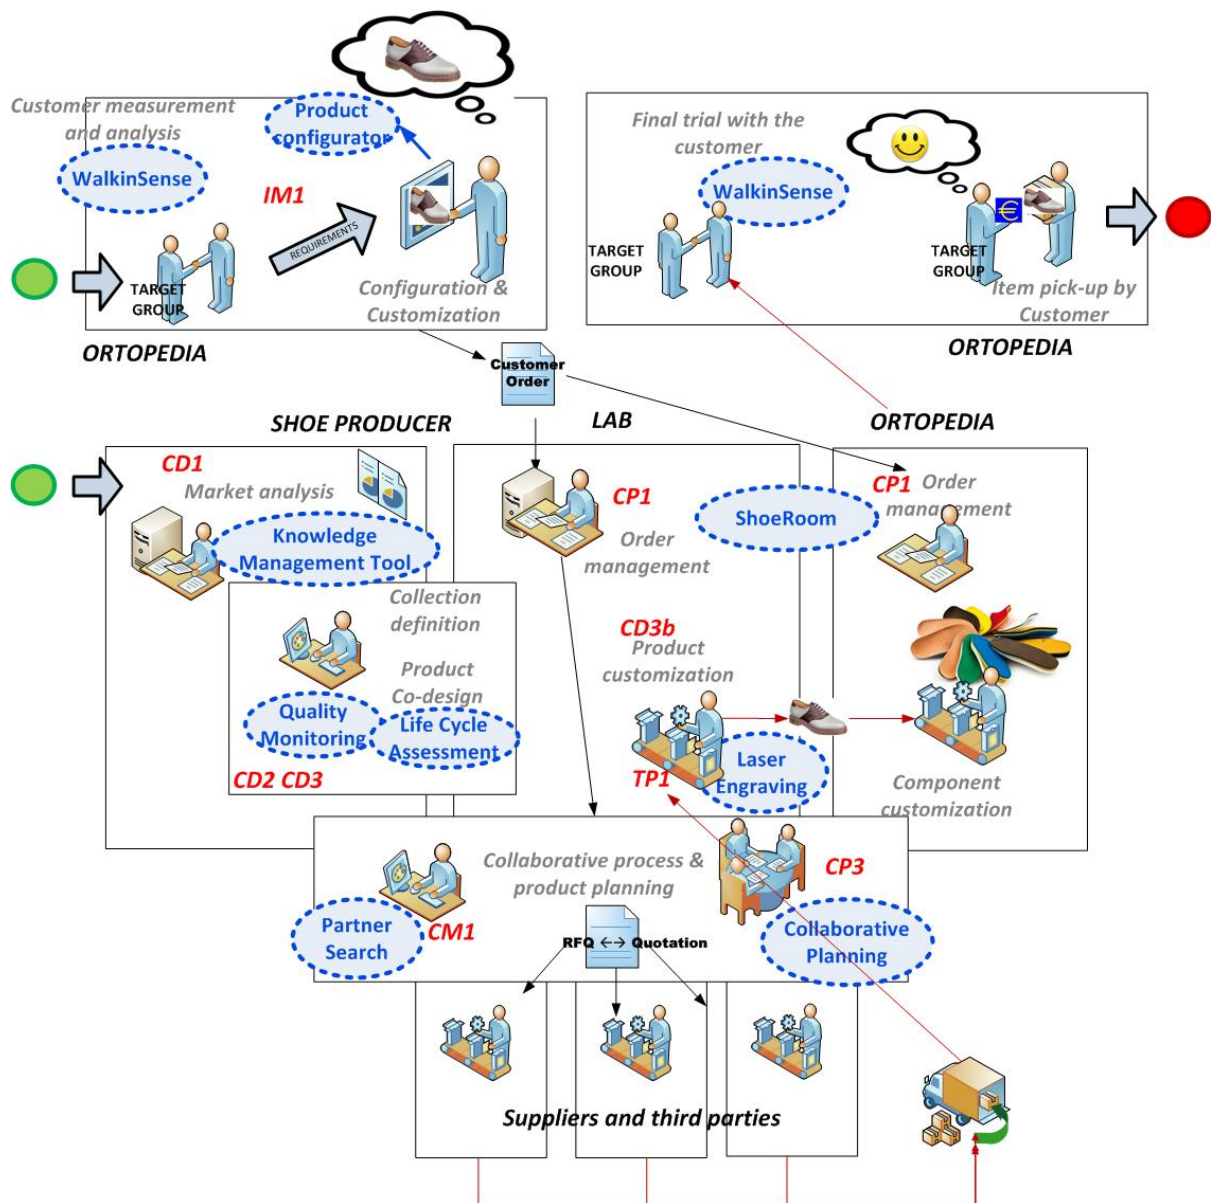 Customer measurement
and analysis
WalkinSense
Product
configurator
IM1
REQUIREMENTS
TARGET
GROUP
Configuration &
Customization
ORTOPEDIA
Final trial with the
customer
WalkinSense
TARGET
GROUP
€
TARGET
GROUP
Item pick-up by
Customer
ORTOPEDIA
Customer
Order
SHOE PRODUCER
LAB
ORTOPEDIA
CD1
Market analysis
Knowledge
Management Tool
Collection
definition
Product
Co-design
Quality
Monitoring
Life Cycle
Assessment
CD2 CD3
CP1
Order
management
ShoeRoom
CP1
Order
management
CD3b
Product
customization
TP1
Laser
Engraving
Component
customization
Collaborative process &
product planning
CP3
Partner
Search
CM1
RFQ <--> Quotation
Collaborative
Planning
Suppliers and third parties